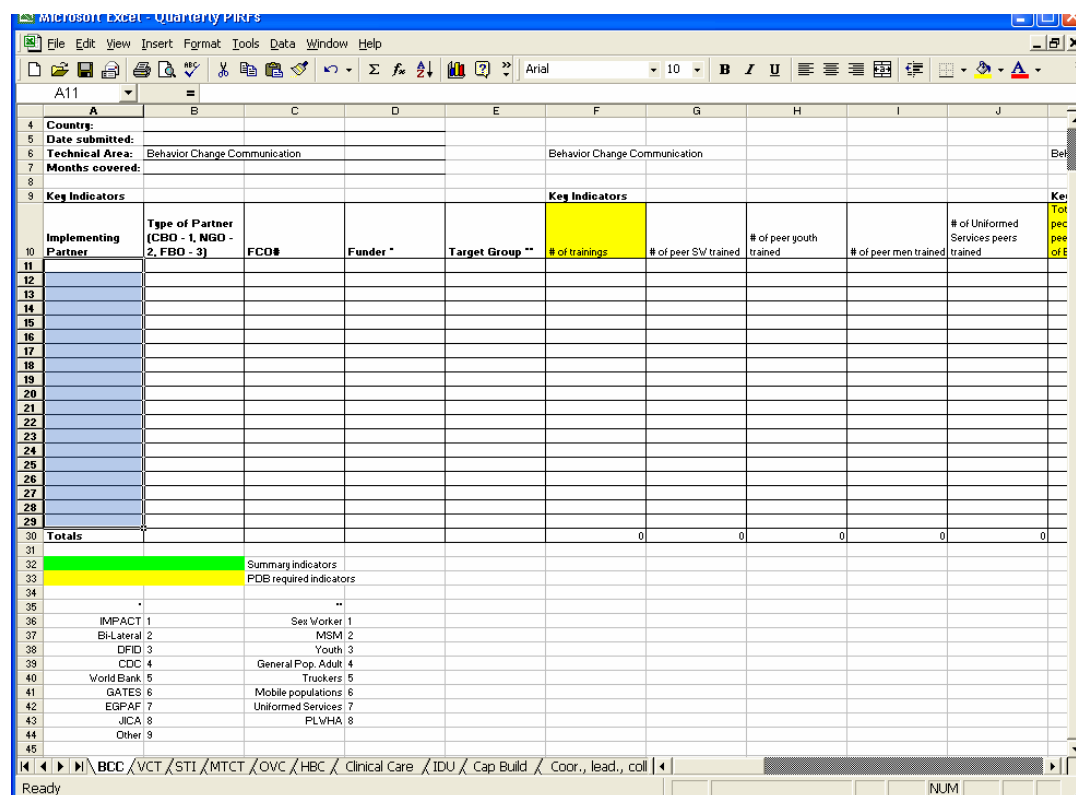 Microsoft Excel - Quarterly PIRFs
File Edit View Insert Format Tools Data Window Help
Arial 10 B I U
A11 =
A B C D E F G H I J
4 Country:
5 Date submitted:
6 Technical Area: Behavior Change Communication Behavior Change Communication
7 Months covered:
8
9 Key Indicators Key Indicators
10 Implementing Partner Type of Partner (CBO - 1, NGO - 2, FBO - 3) FCO# Funder * Target Group ** # of trainings # of peer SW trained # of peer youth trained # of peer men trained # of Uniformed Services peers trained
11
12
13
14
15
16
17
18
19
20
21
22
23
24
25
26
27
28
29
30 Totals 0 0 0 0 0
31
32 Summary indicators
33 PDB required indicators
34
35 * **
36 IMPACT 1 Sex Worker 1
37 Bi-Lateral 2 MSM 2
38 DFID 3 Youth 3
39 CDC 4 General Pop. Adult 4
40 World Bank 5 Truckers 5
41 GATES 6 Mobile populations 6
42 EGPAF 7 Uniformed Services 7
43 JICA 8 PLWHA 8
44 Other 9
45
BCC / VCT / STI / MTCT / OVC / HBC / Clinical Care / IDU / Cap Build / Coor., lead., coll
Ready NUM